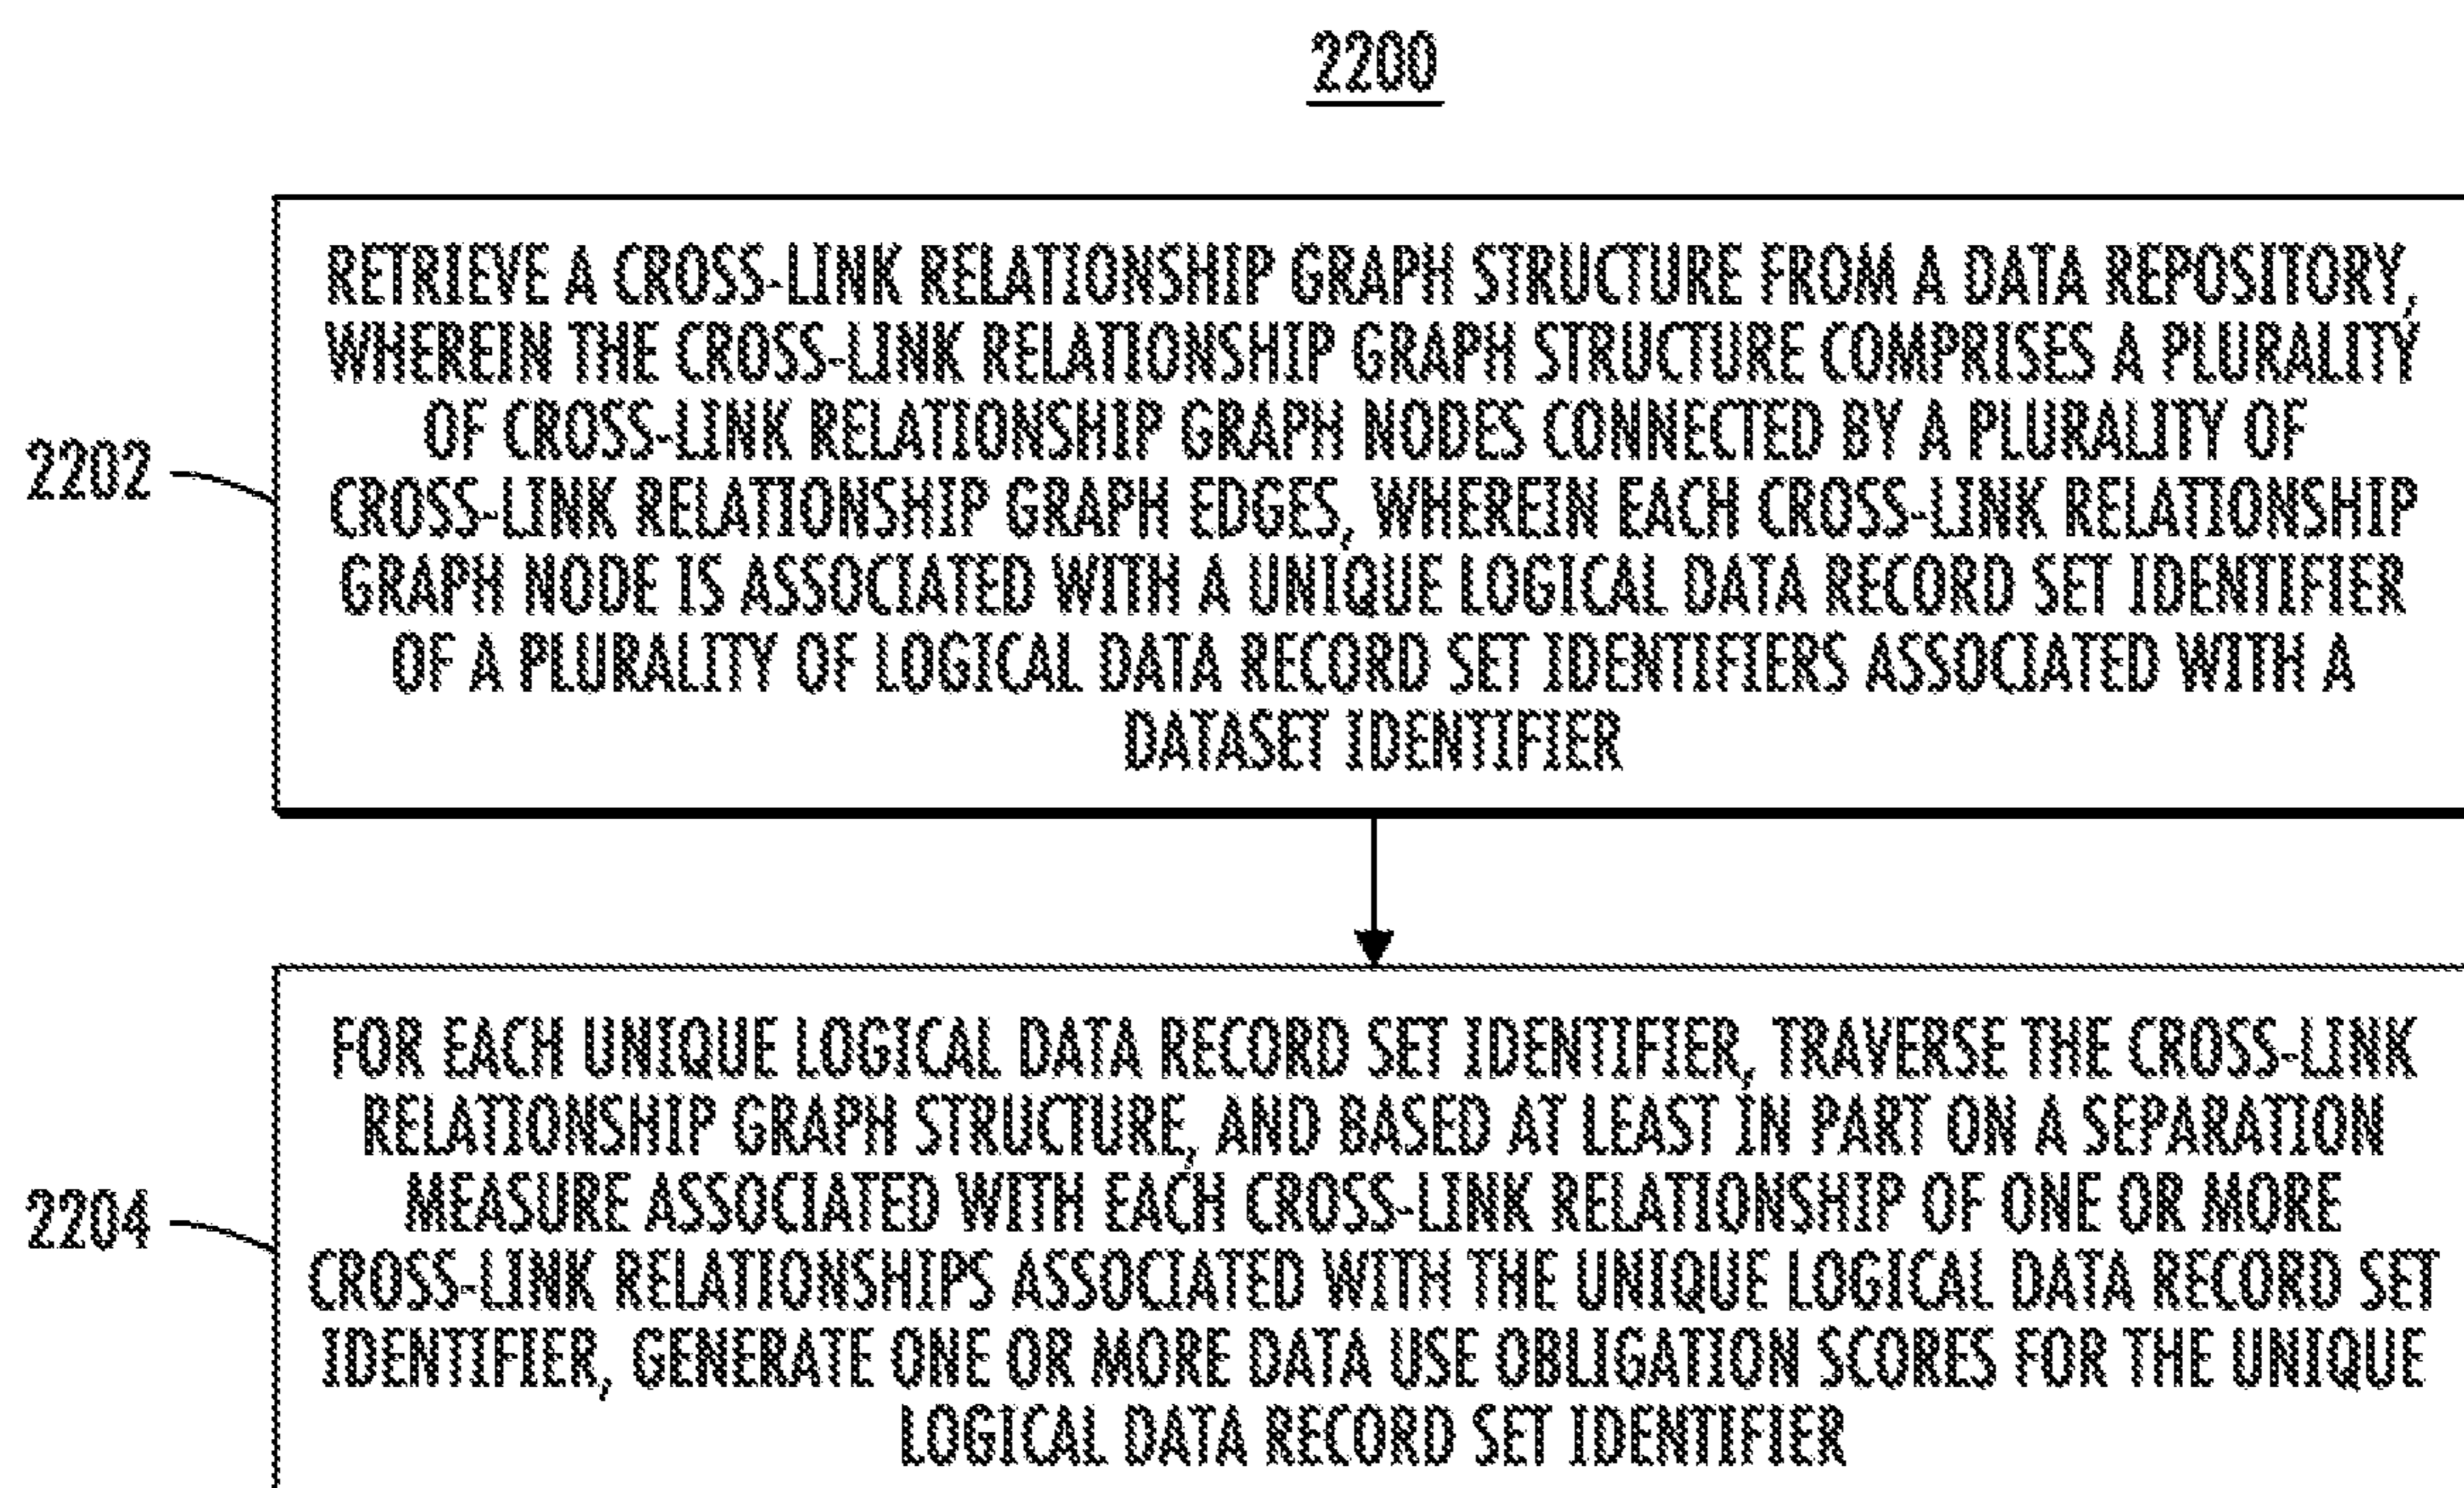 2200
RETRIEVE A CROSS-LINK RELATIONSHIP GRAPH STRUCTURE FROM A DATA REPOSITORY,
WHEREIN THE CROSS-LINK RELATIONSHIP GRAPH STRUCTURE COMPRISES A PLURALITY
OF CROSS-LINK RELATIONSHIP GRAPH NODES CONNECTED BY A PLURALITY OF
CROSS-LINK RELATIONSHIP GRAPH EDGES, WHEREIN EACH CROSS-LINK RELATIONSHIP
GRAPH NODE IS ASSOCIATED WITH A UNIQUE LOGICAL DATA RECORD SET IDENTIFIER
OF A PLURALITY OF LOGICAL DATA RECORD SET IDENTIFIERS ASSOCIATED WITH A
DATASET IDENTIFIER
2202
FOR EACH UNIQUE LOGICAL DATA RECORD SET IDENTIFIER, TRAVERSE THE CROSS-LINK
RELATIONSHIP GRAPH STRUCTURE, AND BASED AT LEAST IN PART ON A SEPARATION
MEASURE ASSOCIATED WITH EACH CROSS-LINK RELATIONSHIP OF ONE OR MORE
CROSS-LINK RELATIONSHIPS ASSOCIATED WITH THE UNIQUE LOGICAL DATA RECORD SET
IDENTIFIER, GENERATE ONE OR MORE DATA USE OBLIGATION SCORES FOR THE UNIQUE
LOGICAL DATA RECORD SET IDENTIFIER
2204